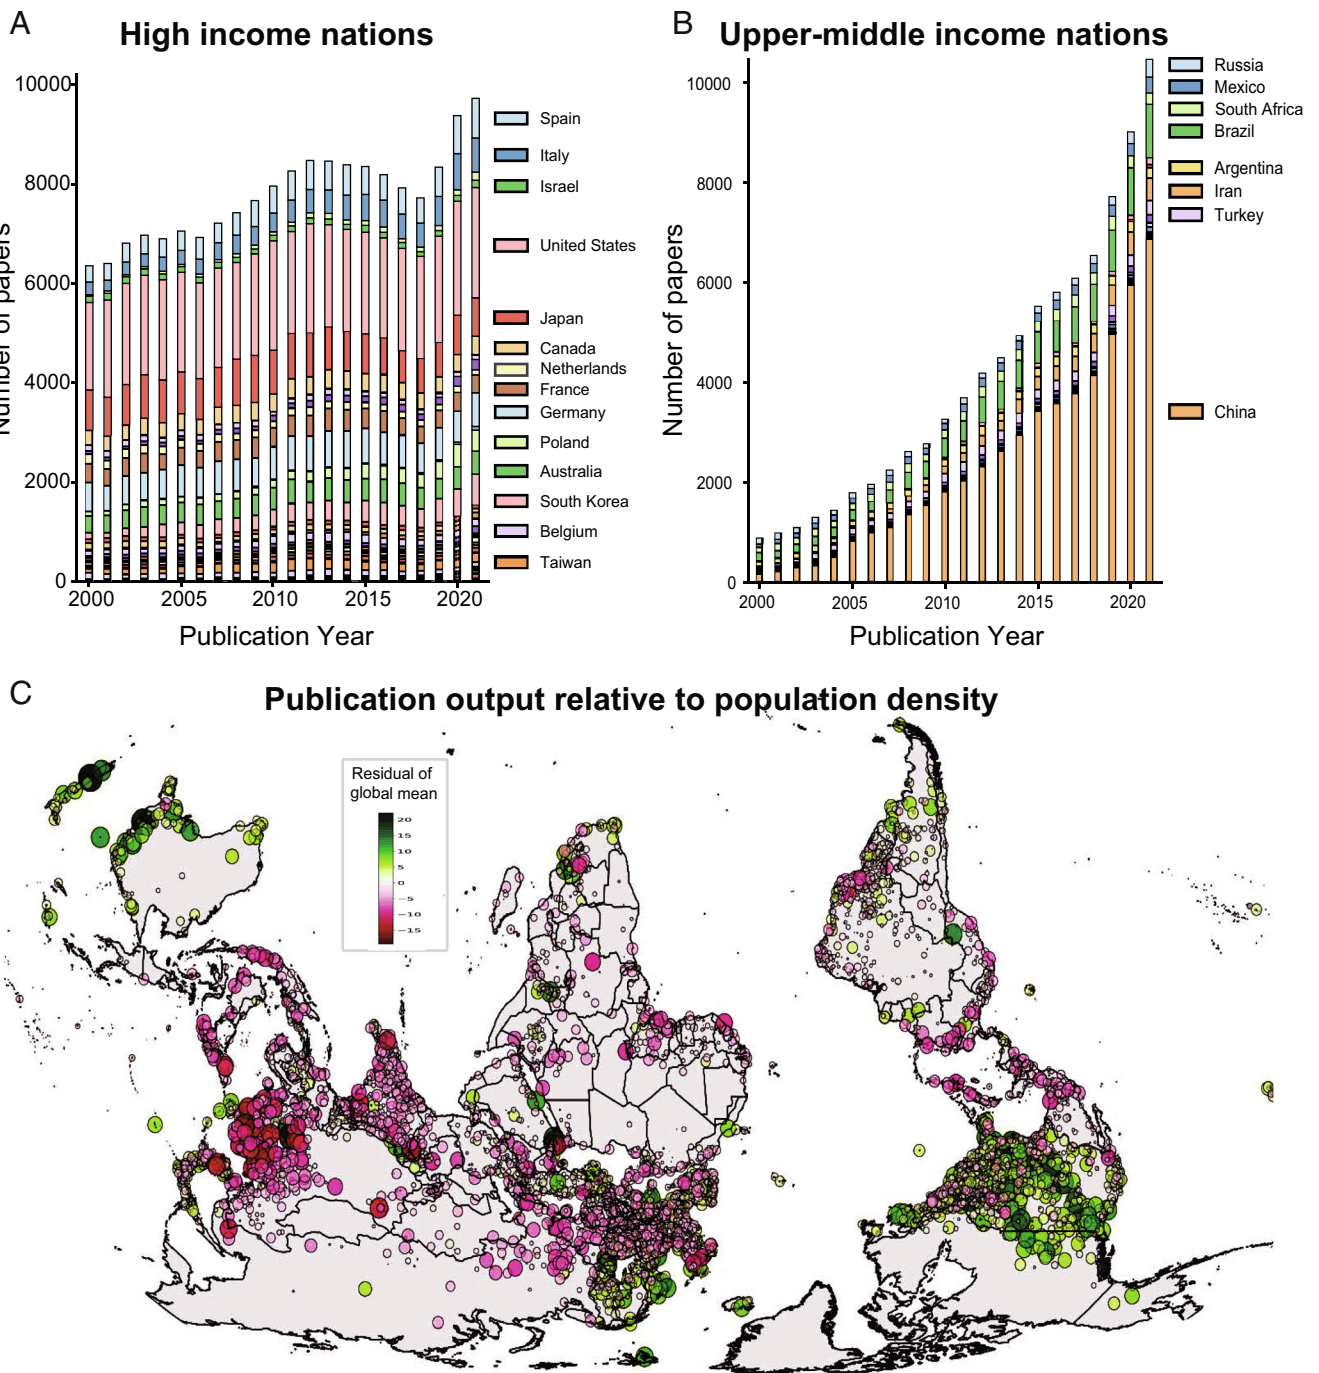 A
High income nations
10000
8000
6000
4000
2000
0
Number of papers
2000
2005
2010
2015
2020
Publication Year
Spain
Italy
Israel
United States
Japan
Canada
Netherlands
France
Germany
Poland
Australia
South Korea
Belgium
Taiwan
B
Upper-middle income nations
10000
8000
6000
4000
2000
0
Number of papers
2000
2005
2010
2015
2020
Publication Year
Russia
Mexico
South Africa
Brazil
Argentina
Iran
Turkey
China
C
Publication output relative to population density
Residual of
global mean
20
15
10
5
0
−5
−10
−15